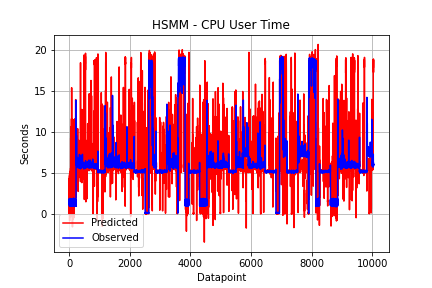 HSMM - CPU User Time
20
15
10
5
0
Seconds
Predicted
Observed
0 2000 4000 6000 8000 10000
Datapoint